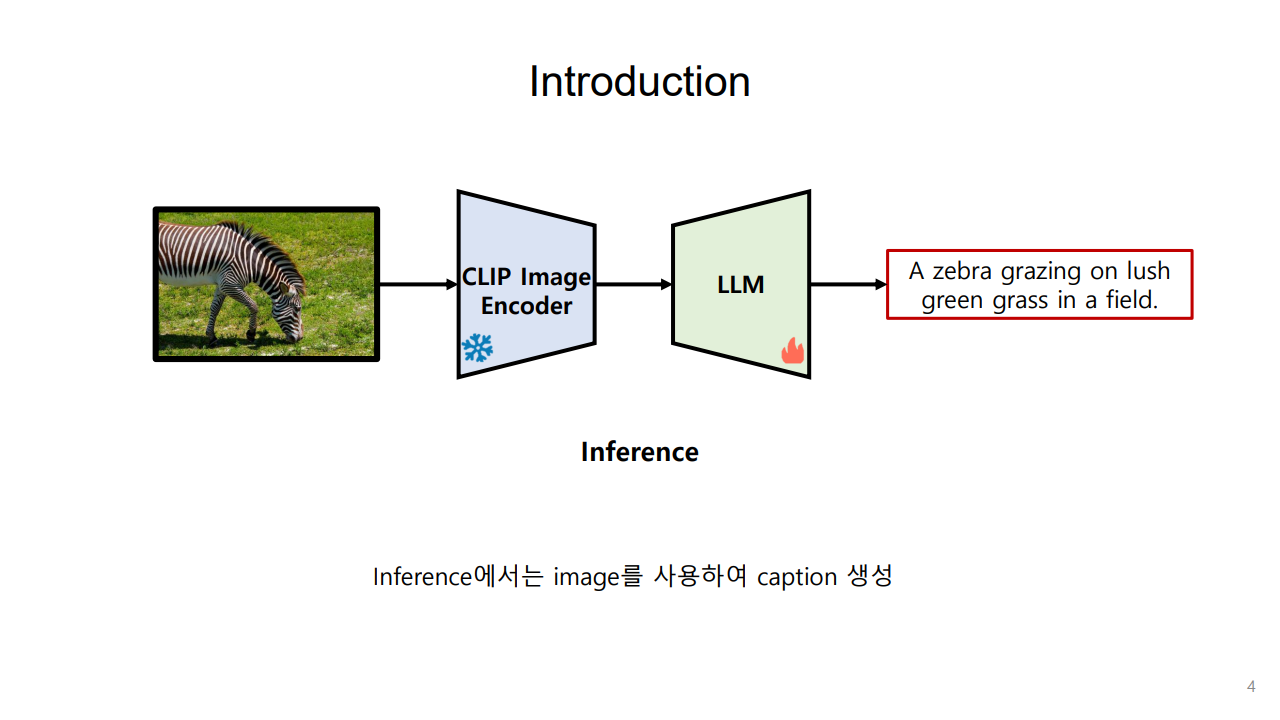 Introduction
CLIP Image
Encoder
LLM
A zebra grazing on lush
green grass in a field.
Inference
Inference에서는 image를 사용하여 caption 생성
4